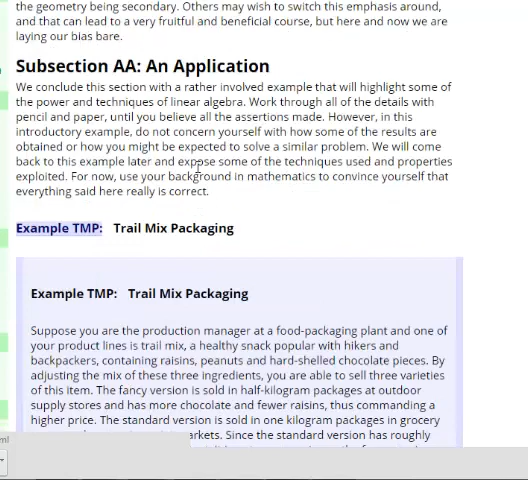 the geometry being secondary. Others may wish to switch this emphasis around,
and that can lead to a very fruitful and beneficial course, but here and now we are
laying our bias bare.
Subsection AA: An Application
We conclude this section with a rather involved example that will highlight some of
the power and techniques of linear algebra. Work through all of the details with
pencil and paper, until you believe all the assertions made. However, in this
introductory example, do not concern yourself with how some of the results are
obtained or how you might be expected to solve a similar problem. We will come
back to this example later and expose some of the techniques used and properties
exploited. For now, use your background in mathematics to convince yourself that
everything said here really is correct.
Example TMP: Trail Mix Packaging
Example TMP: Trail Mix Packaging
Suppose you are the production manager at a food-packaging plant and one of
your product lines is trail mix, a healthy snack popular with hikers and
backpackers, containing raisins, peanuts and hard-shelled chocolate pieces. By
adjusting the mix of these three ingredients, you are able to sell three varieties
of this item. The fancy version is sold in half-kilogram packages at outdoor
supply stores and has more chocolate and fewer raisins, thus commanding a
higher price. The standard version is sold in one kilogram packages in grocery
arkets. Since the standard version has roughly